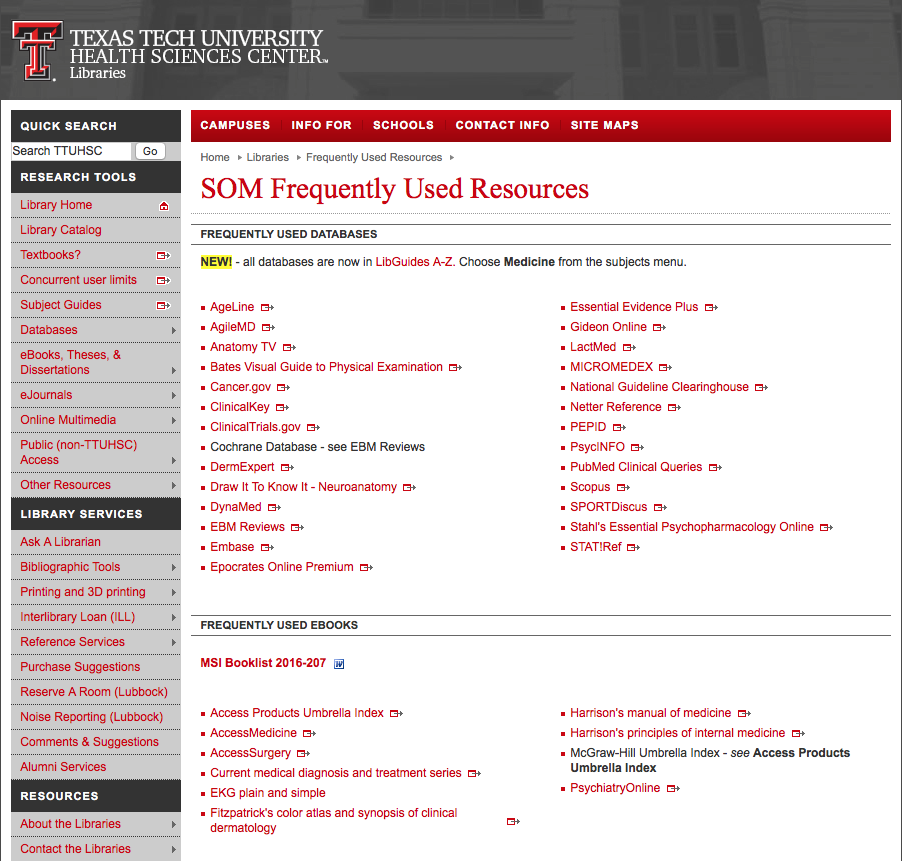 TEXAS TECH UNIVERSITY
HEALTH SCIENCES CENTER™
Libraries
QUICK SEARCH
Search TTUHSC Go
RESEARCH TOOLS
Library Home
Library Catalog
Textbooks?
Concurrent user limits
Subject Guides
Databases
eBooks, Theses, &
Dissertations
eJournals
Online Multimedia
Public (non-TTUHSC)
Access
Other Resources
LIBRARY SERVICES
Ask A Librarian
Bibliographic Tools
Printing and 3D printing
Interlibrary Loan (ILL)
Reference Services
Purchase Suggestions
Reserve A Room (Lubbock)
Noise Reporting (Lubbock)
Comments & Suggestions
Alumni Services
RESOURCES
About the Libraries
Contact the Libraries
CAMPUSES INFO FOR SCHOOLS CONTACT INFO SITE MAPS
Home Libraries Frequently Used Resources
SOM Frequently Used Resources
FREQUENTLY USED DATABASES
NEW! - all databases are now in LibGuides A-Z. Choose Medicine from the subjects menu.
AgeLine
AgileMD
Anatomy TV
Bates Visual Guide to Physical Examination
Cancer.gov
ClinicalKey
ClinicalTrials.gov
Cochrane Database - see EBM Reviews
DermExpert
Draw It To Know It - Neuroanatomy
DynaMed
EBM Reviews
Embase
Epocrates Online Premium
Essential Evidence Plus
Gideon Online
LactMed
MICROMEDEX
National Guideline Clearinghouse
Netter Reference
PEPID
PsycINFO
PubMed Clinical Queries
Scopus
SPORTDiscus
Stahl's Essential Psychopharmacology Online
STAT!Ref
FREQUENTLY USED EBOOKS
MSI Booklist 2016-207
Access Products Umbrella Index
AccessMedicine
AccessSurgery
Current medical diagnosis and treatment series
EKG plain and simple
Fitzpatrick's color atlas and synopsis of clinical
dermatology
Harrison's manual of medicine
Harrison's principles of internal medicine
McGraw-Hill Umbrella Index - see Access Products
Umbrella Index
PsychiatryOnline